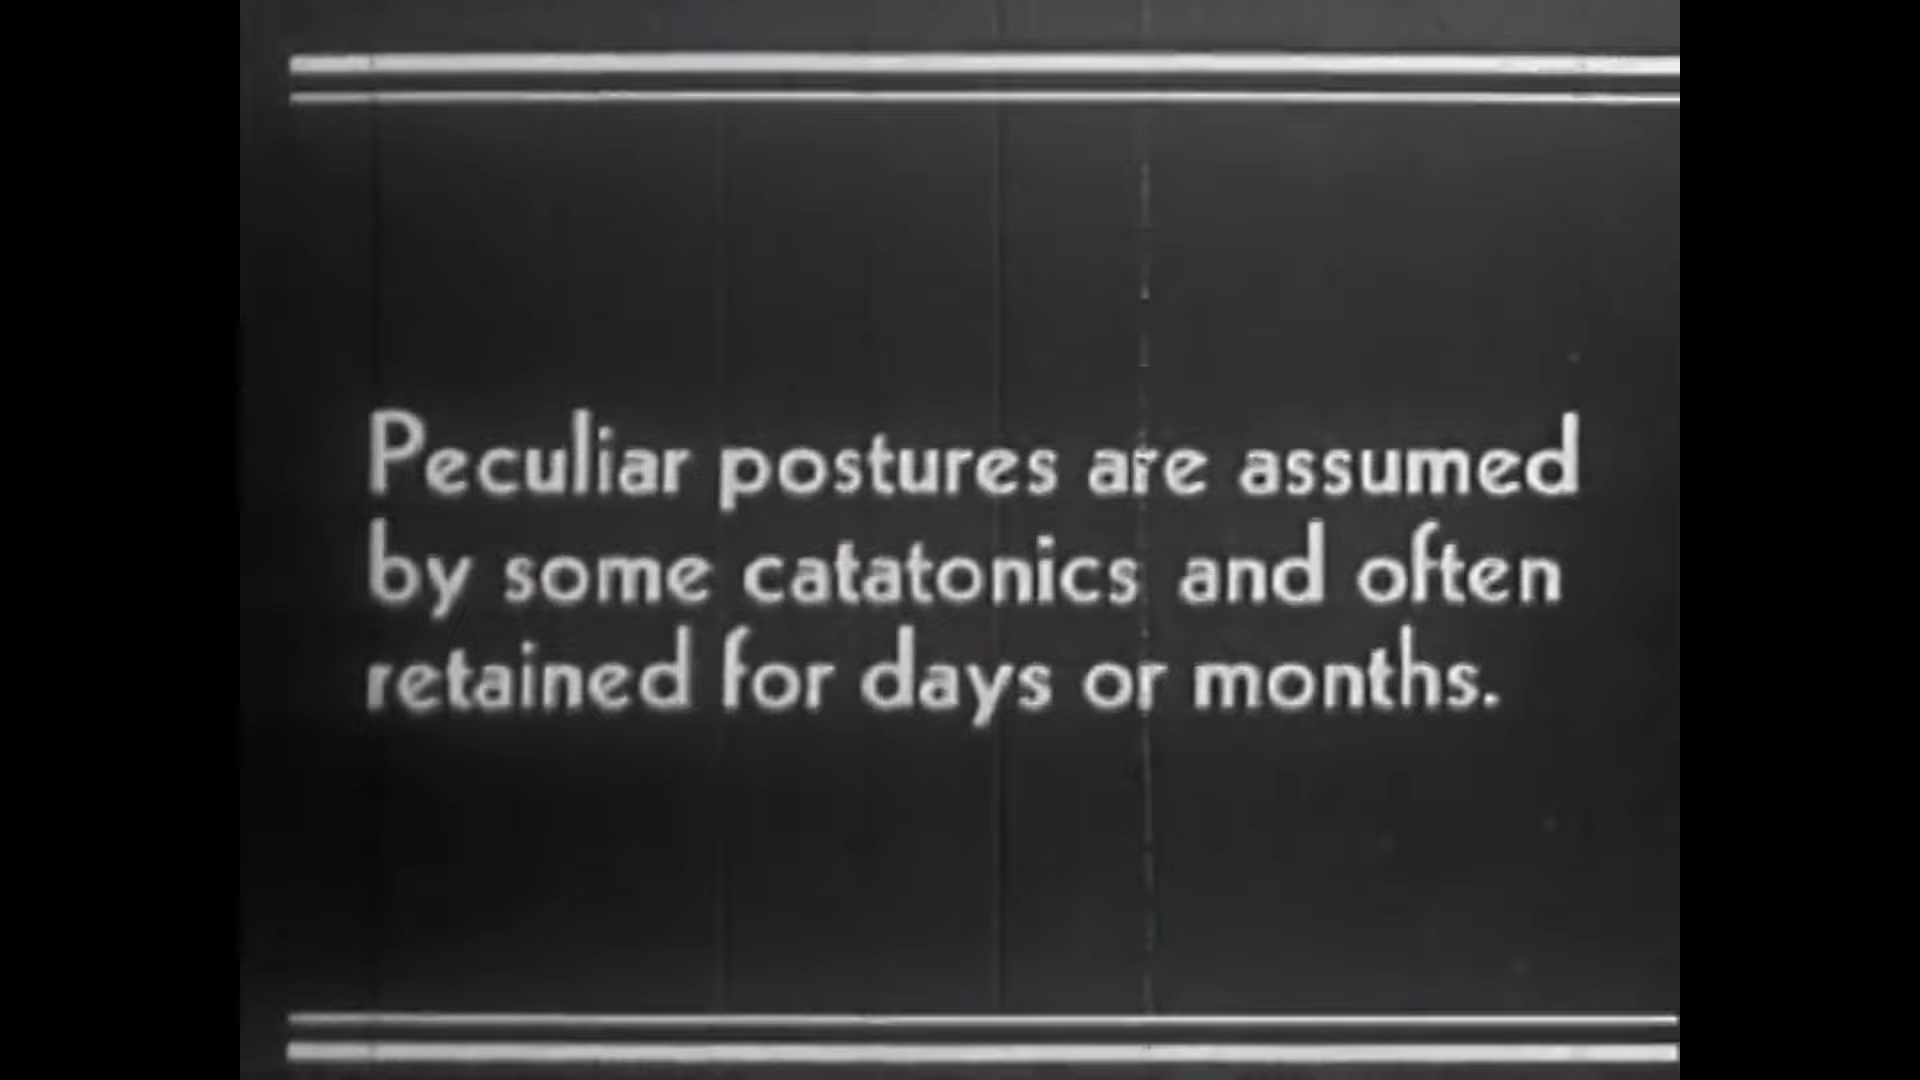 Peculiar postures are assumed
by some catatonics and often
retained for days or months.